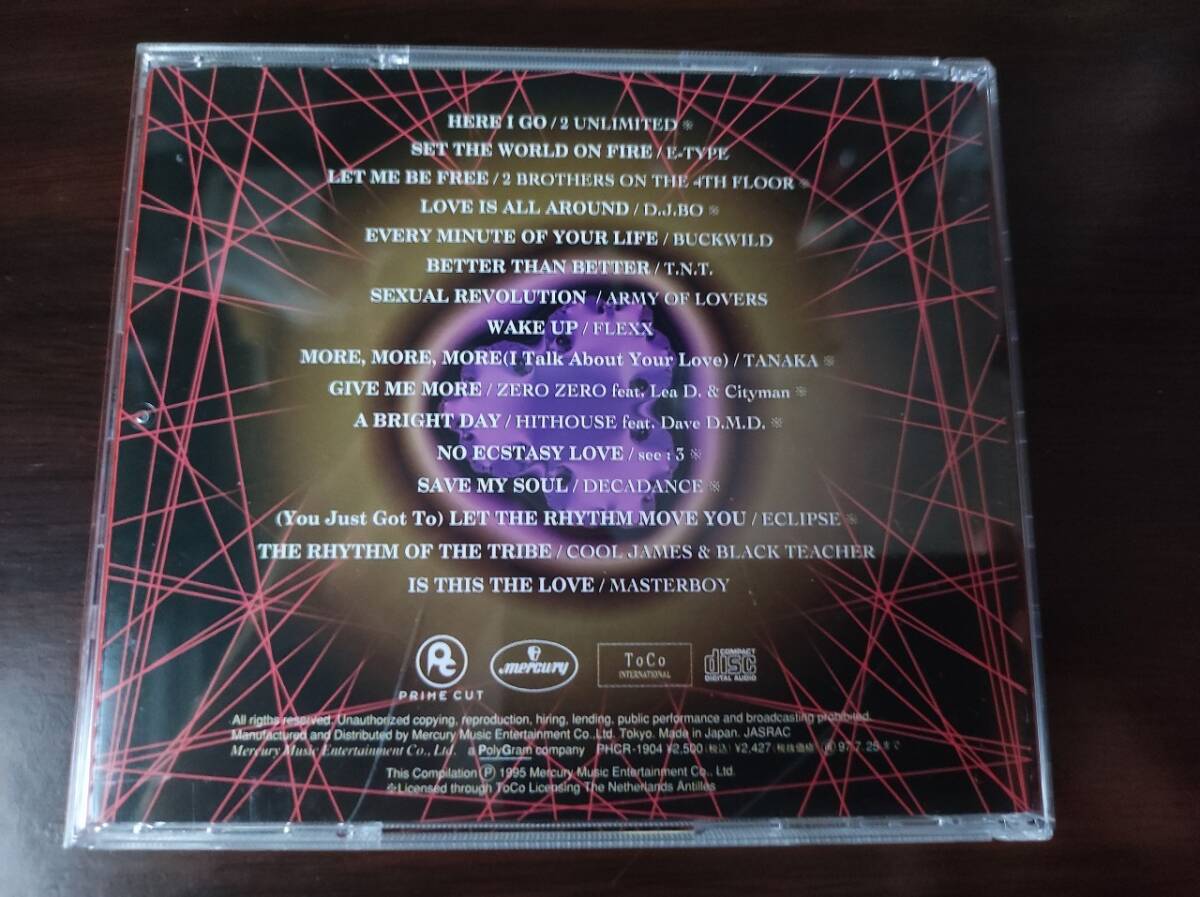 HERE I GO / 2 UNLIMITED ※
SET THE WORLD ON FIRE / E-TYPE
LET ME BE FREE / 2 BROTHERS ON THE 4TH FLOOR ※
LOVE IS ALL AROUND / D.J.BO ※
EVERY MINUTE OF YOUR LIFE / BUCKWILD
BETTER THAN BETTER / T.N.T.
SEXUAL REVOLUTION / ARMY OF LOVERS
WAKE UP / FLEXX
MORE, MORE, MORE(I Talk About Your Love) / TANAKA ※
GIVE ME MORE / ZERO ZERO feat. Lea D. & Cityman ※
A BRIGHT DAY / HITHOUSE feat. Dave D.M.D. ※
NO ECSTASY LOVE / see : 3 ※
SAVE MY SOUL / DECADANCE ※
(You Just Got To) LET THE RHYTHM MOVE YOU / ECLIPSE ※
THE RHYTHM OF THE TRIBE / COOL JAMES & BLACK TEACHER
IS THIS THE LOVE / MASTERBOY
PC PRIME CUT
mercury
ToCo INTERNATIONAL
COMPACT disc DIGITAL AUDIO
All rigths reserved. Unauthorized copying, reproduction, hiring, lending, public performance and broadcasting prohibited.
Manufactured and Distributed by Mercury Music Entertainment Co.,Ltd. Tokyo. Made in Japan. JASRAC
Mercury Music Entertainment Co., Ltd. a PolyGram company PHCR-1904 ¥2,500(税込) ¥2,427(税抜価格) 97.7.25まで
This Compilation Ⓟ 1995 Mercury Music Entertainment Co., Ltd.
※Licensed through ToCo Licensing The Netherlands Antilles